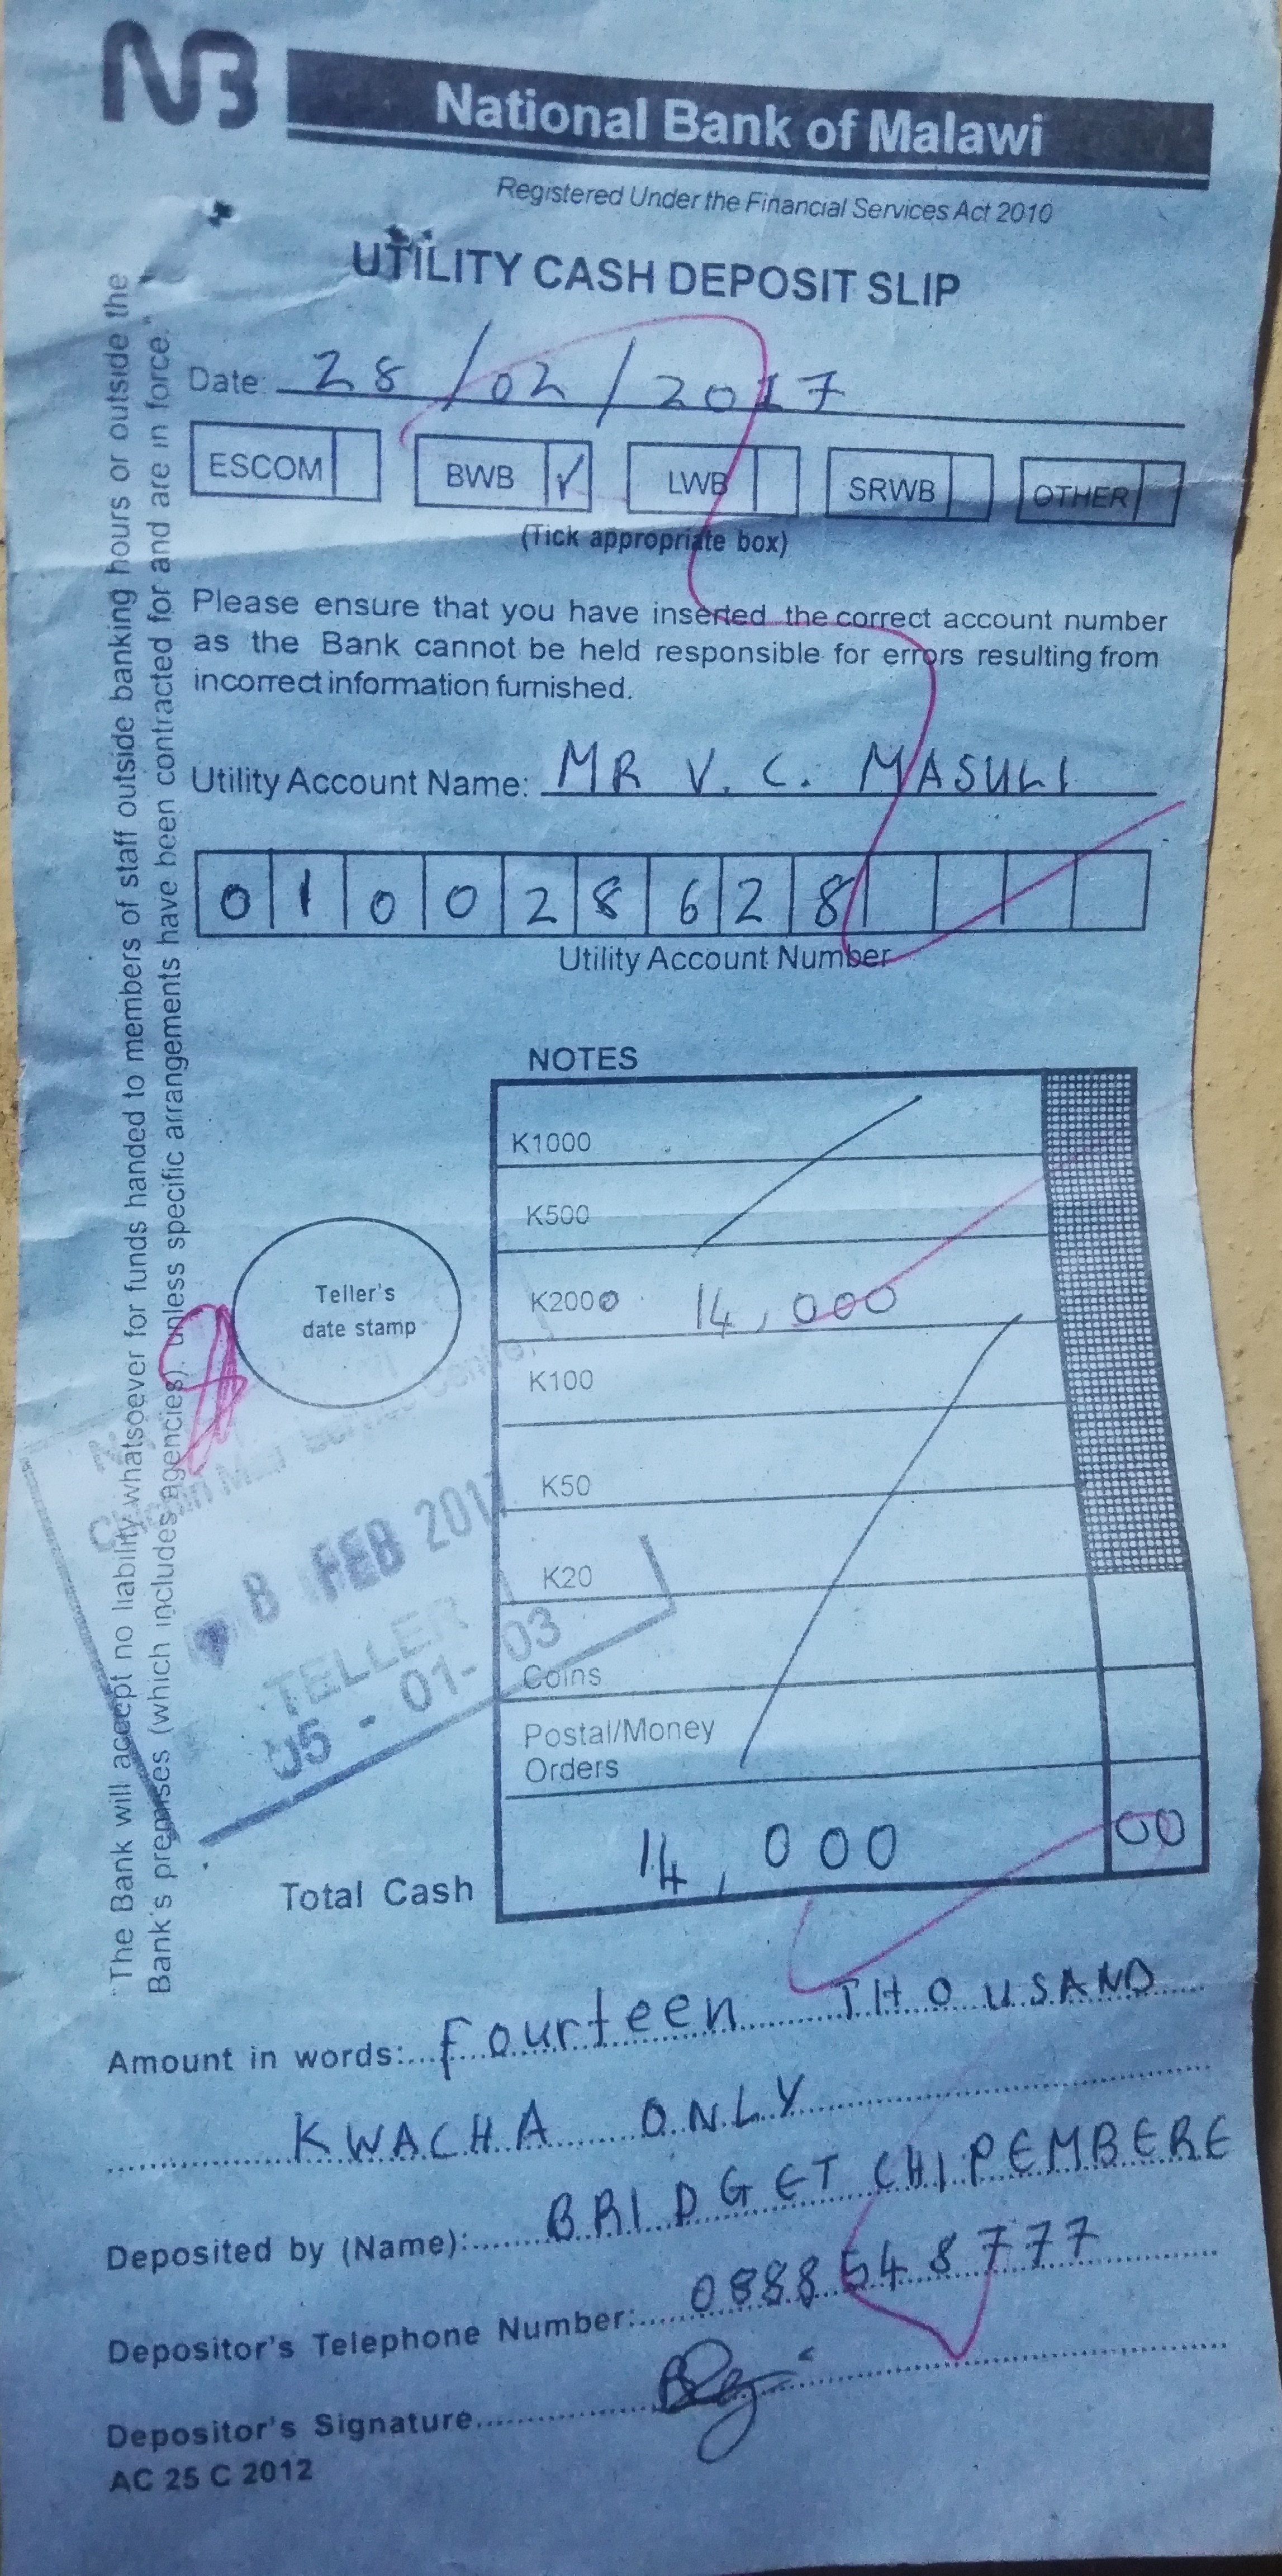 NB
National Bank of Malawi
Registered Under the Financial Services Act 2010
UTILITY CASH DEPOSIT SLIP
Date: 28/02/2017
ESCOM BWB ✓ LWB SRWB OTHER
(Tick appropriate box)
Please ensure that you have inserted the correct account number
as the Bank cannot be held responsible for errors resulting from
incorrect information furnished.
Utility Account Name: MR V. C. MASULI
0 1 0 0 2 8 6 2 8
Utility Account Number
NOTES
K1000
K500
K2000 14,000
K100
K50
K20
Coins
Postal/Money
Orders
Total Cash 14,000 00
Teller's
date stamp
8 FEB 2017
TELLER
05-01-03
Amount in words: Fourteen THOUSAND
KWACHA ONLY
Deposited by (Name): BRIDGET CHIPEMBERE
Depositor's Telephone Number: 0888548777
Depositor's Signature
AC 25 C 2012
"The Bank will accept no liability whatsoever for funds handed to members of staff outside banking hours or outside the
Bank's premises (which includes agencies). unless specific arrangements have been contracted for and are in force."